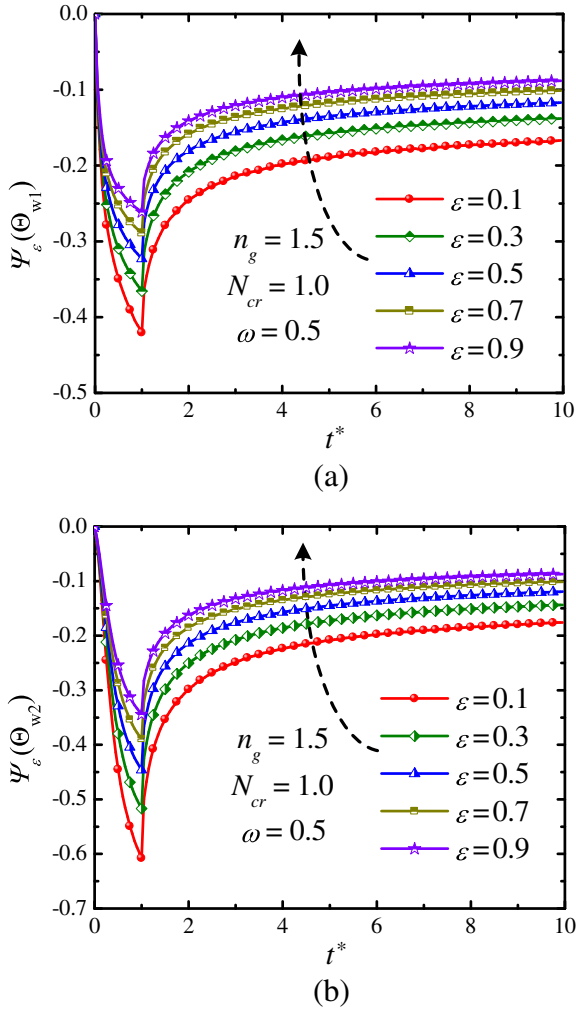 0.0
-0.1
-0.2
-0.3
-0.4
-0.5
Ψε(Θw1)
ng = 1.5
Ncr = 1.0
ω = 0.5
ε = 0.1
ε = 0.3
ε = 0.5
ε = 0.7
ε = 0.9
0 2 4 6 8 10
t*
(a)
0.0
-0.1
-0.2
-0.3
-0.4
-0.5
-0.6
-0.7
Ψε(Θw2)
ng = 1.5
Ncr = 1.0
ω = 0.5
ε = 0.1
ε = 0.3
ε = 0.5
ε = 0.7
ε = 0.9
0 2 4 6 8 10
t*
(b)